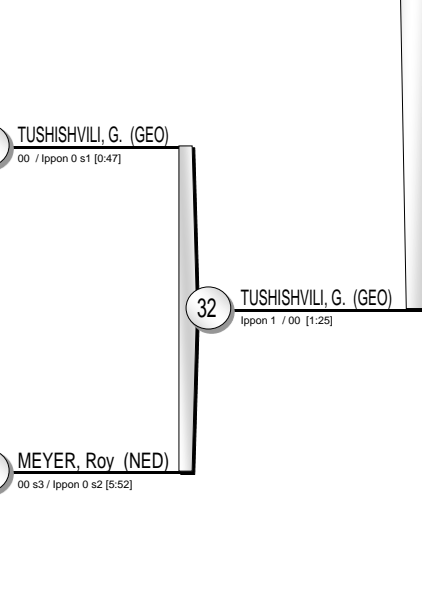 TUSHISHVILI, G. (GEO)
00 / Ippon 0 s1 [0:47]
32
TUSHISHVILI, G. (GEO)
Ippon 1 / 00 [1:25]
MEYER, Roy (NED)
00 s3 / Ippon 0 s2 [5:52]